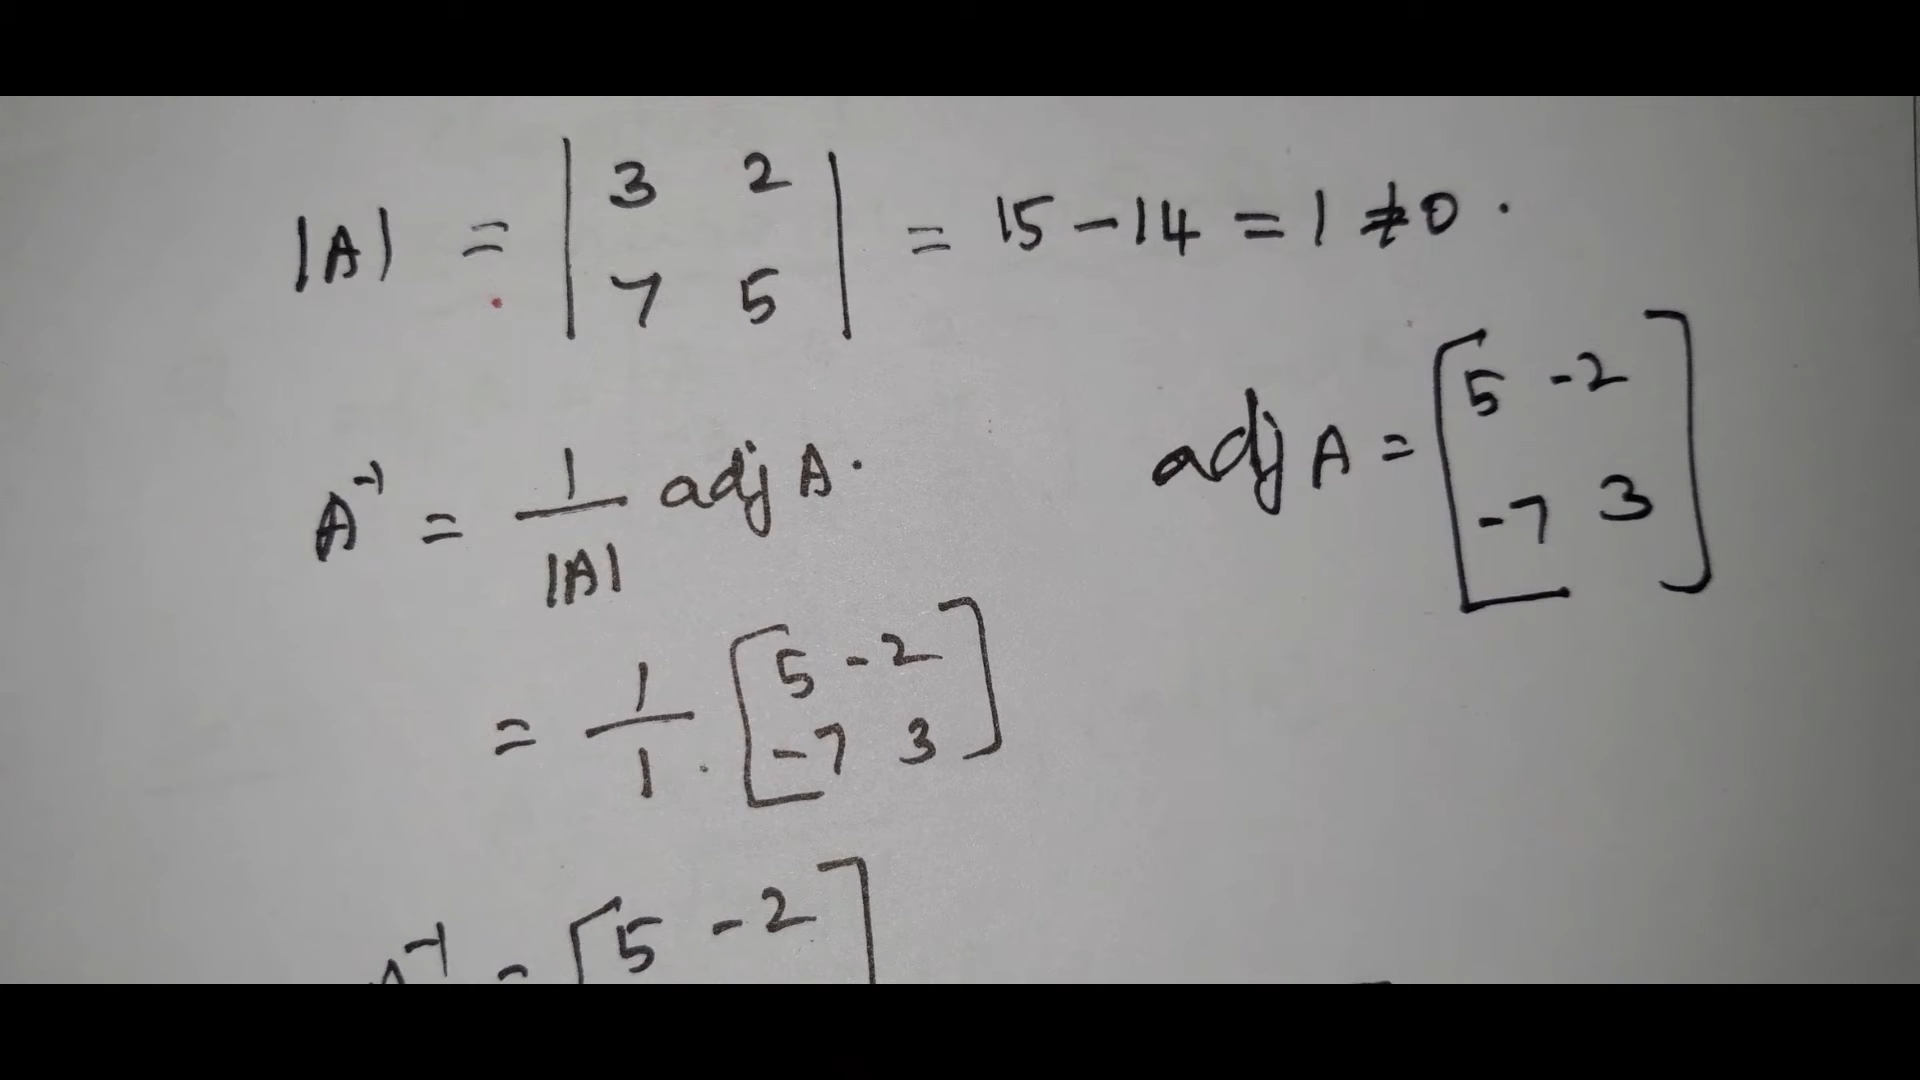 |A| = | 3 2 | = 15 - 14 = 1 ≠ 0 .
| 7 5 |
A⁻¹ = 1/|A| adj A .
adj A = [ 5 -2
-7 3 ]
= 1/1 . [ 5 -2
-7 3 ]
A⁻¹ = [ 5 -2 ]